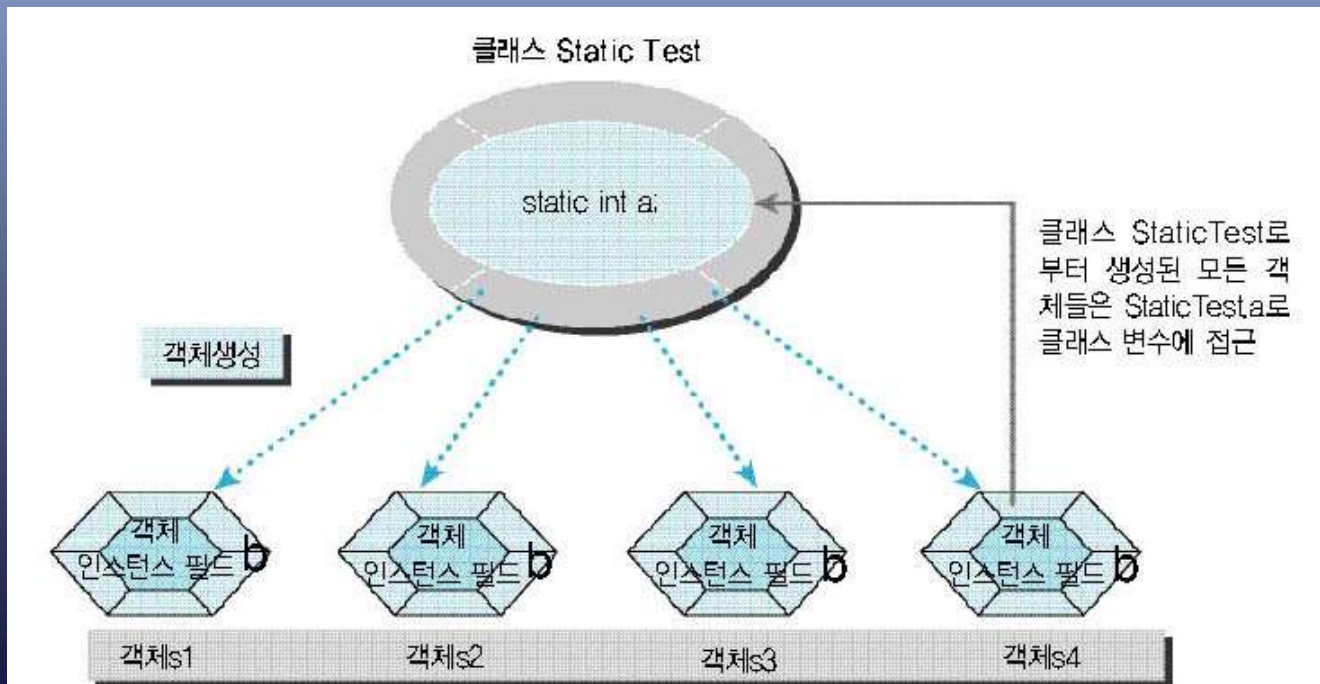 클래스 Static Test
static int a;
클래스 StaticTest로
부터 생성된 모든 객
체들은 StaticTest.a로
클래스 변수에 접근
객체생성
객체
인스턴스 필드 b
객체
인스턴스 필드 b
객체
인스턴스 필드 b
객체
인스턴스 필드 b
객체s1
객체s2
객체s3
객체s4